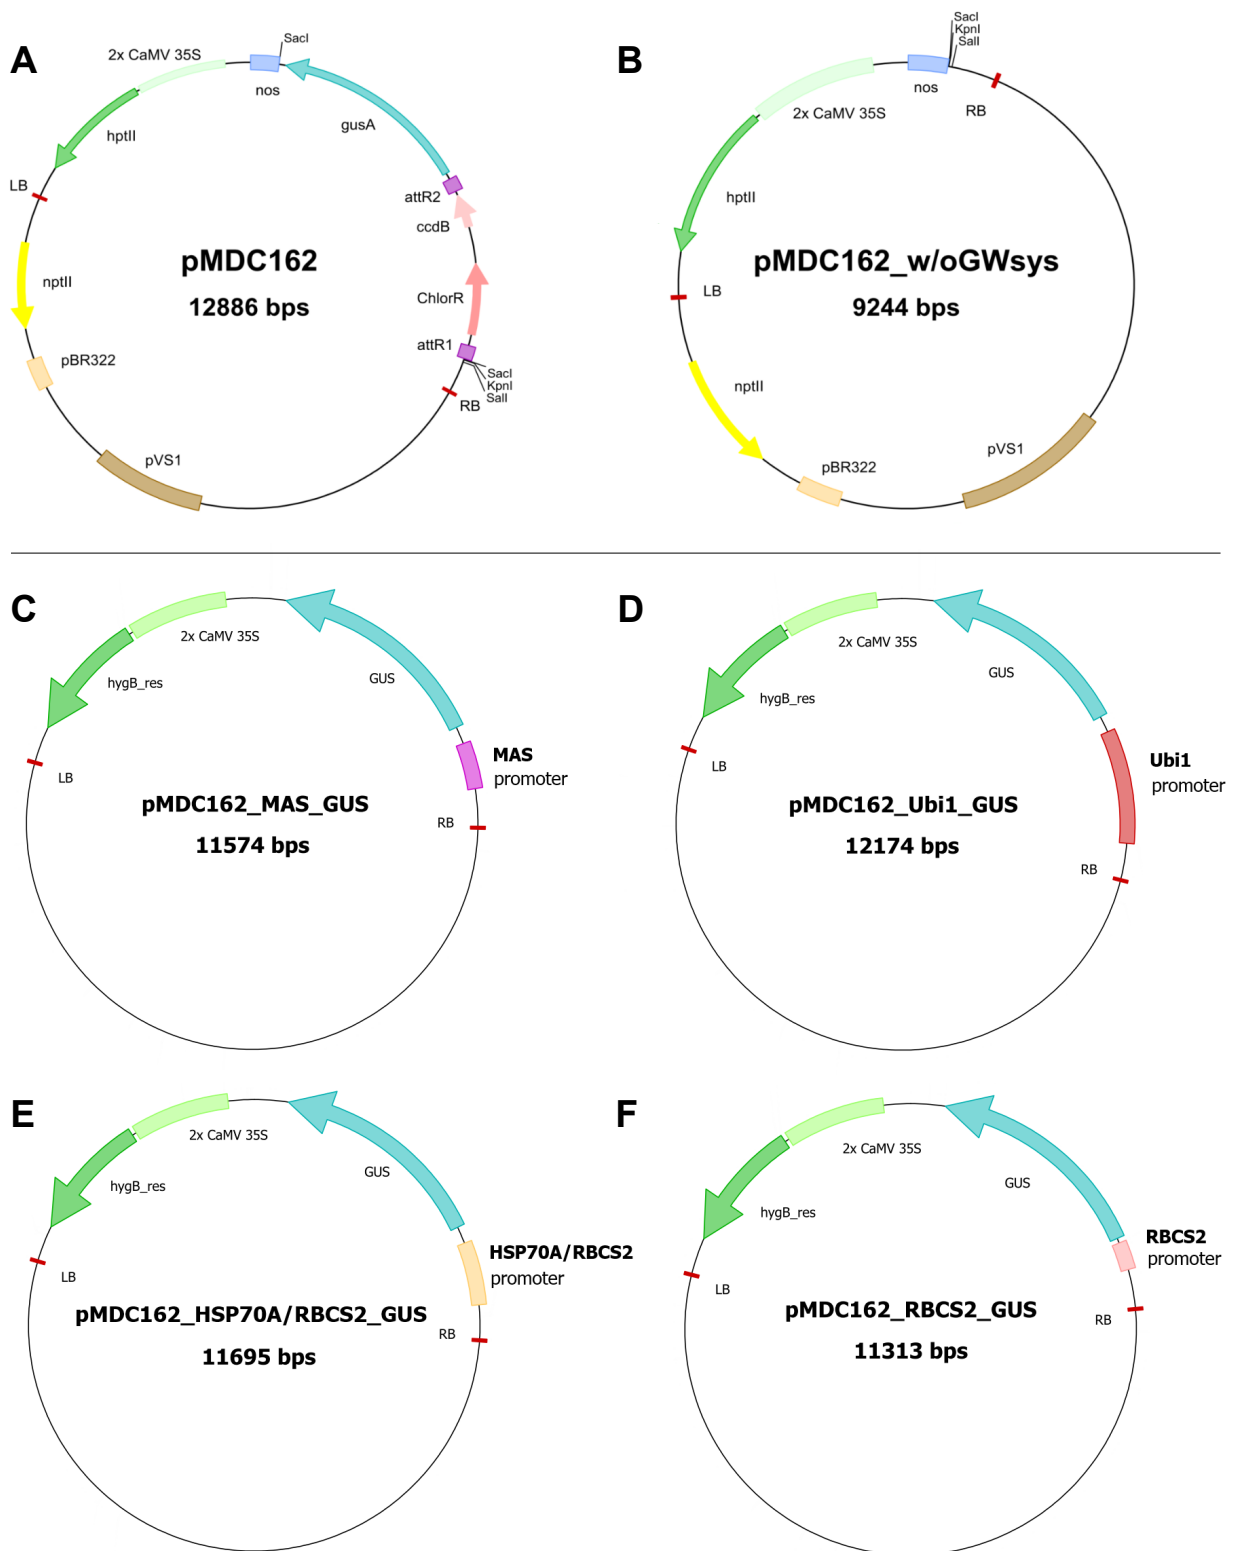 A
2x CaMV 35S
SacI
nos
gusA
hptII
attR2
LB
ccdB
pMDC162
12886 bps
nptII
ChlorR
attR1
pBR322
SacI
KpnI
SalI
RB
pVS1
B
SacI
KpnI
SalI
nos
RB
2x CaMV 35S
hptII
pMDC162_w/oGWsys
9244 bps
LB
nptII
pVS1
pBR322
C
2x CaMV 35S
GUS
hygB_res
MAS
promoter
LB
pMDC162_MAS_GUS
11574 bps
RB
D
2x CaMV 35S
GUS
hygB_res
Ubi1
promoter
LB
pMDC162_Ubi1_GUS
12174 bps
RB
E
2x CaMV 35S
GUS
hygB_res
HSP70A/RBCS2
promoter
LB
pMDC162_HSP70A/RBCS2_GUS
RB
11695 bps
F
2x CaMV 35S
GUS
hygB_res
RBCS2
promoter
LB
pMDC162_RBCS2_GUS
RB
11313 bps